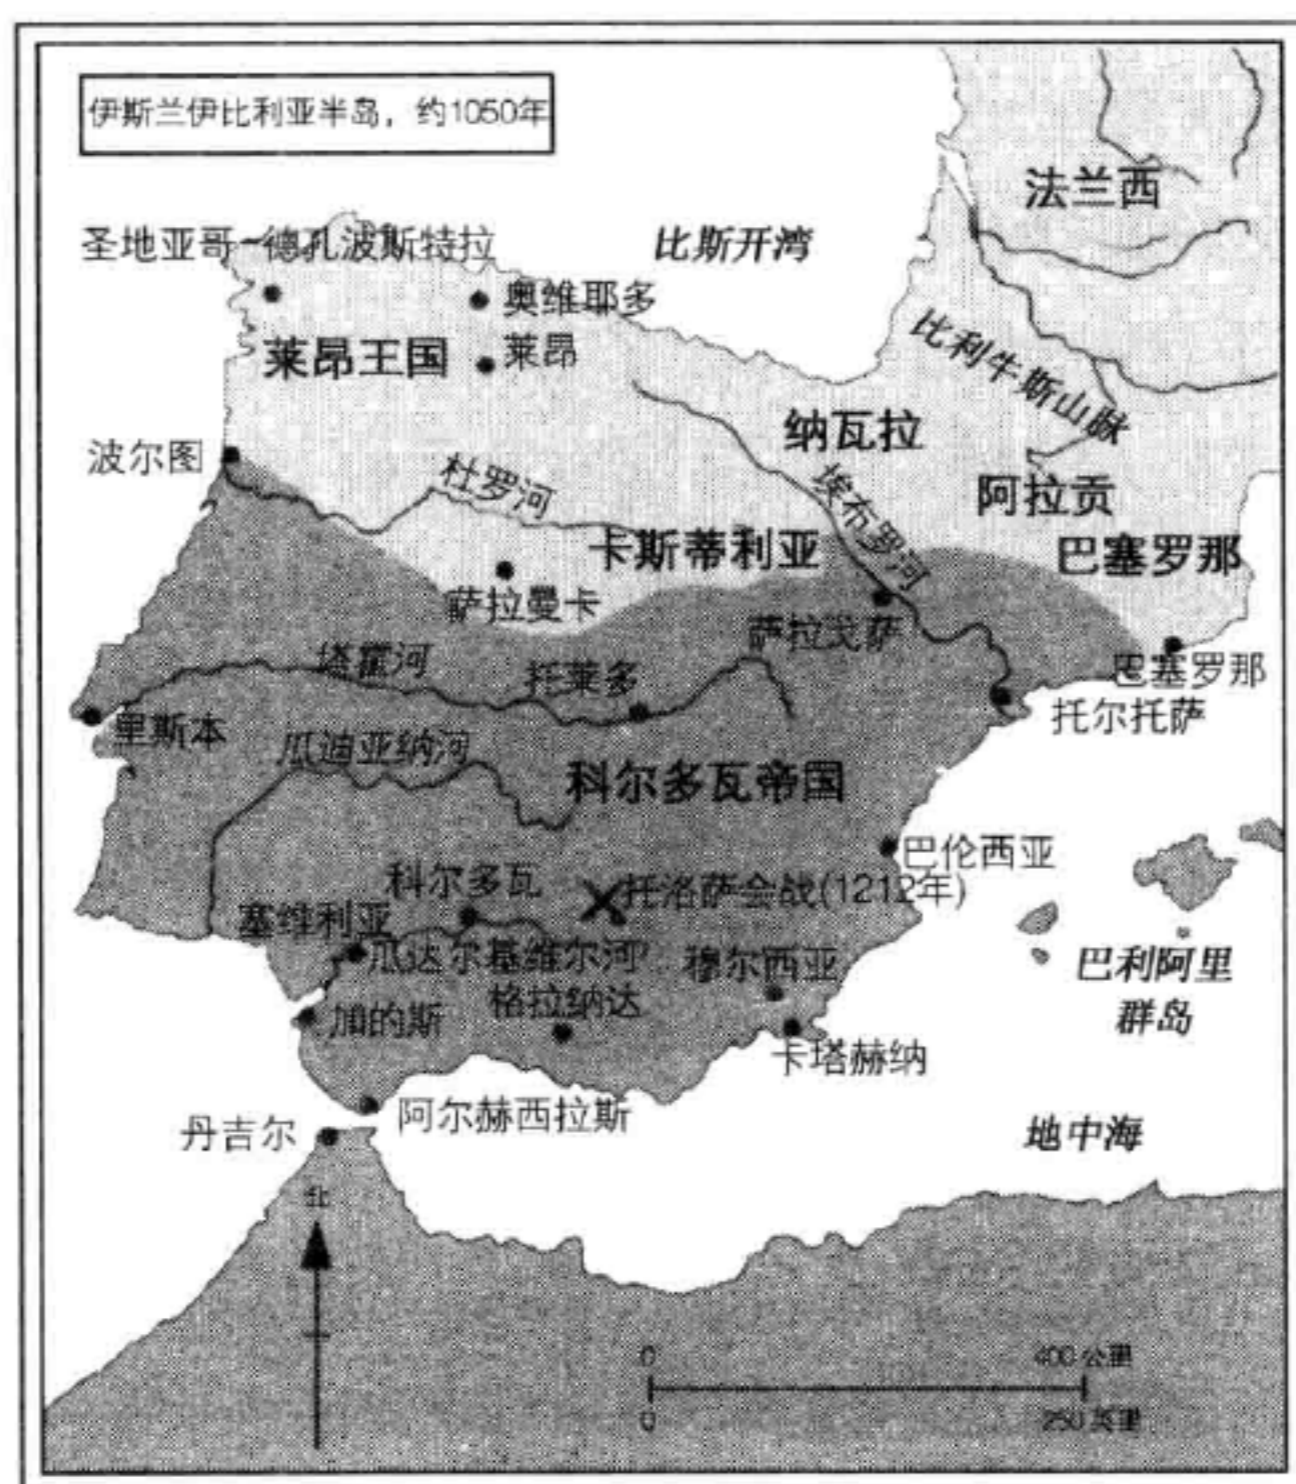 伊斯兰伊比利亚半岛，约1050年
法兰西
圣地亚哥-德孔波斯特拉
比斯开湾
奥维耶多
莱昂王国
莱昂
比利牛斯山脉
纳瓦拉
波尔图
杜罗河
埃布罗河
阿拉贡
卡斯蒂利亚
巴塞罗那
萨拉曼卡
萨拉戈萨
塔霍河
托莱多
巴塞罗那
里斯本
托尔托萨
瓜迪亚纳河
科尔多瓦帝国
巴伦西亚
科尔多瓦
托洛萨会战(1212年)
塞维利亚
瓜达尔基维尔河
穆尔西亚
巴利阿里
群岛
格拉纳达
加的斯
卡塔赫纳
阿尔赫西拉斯
丹吉尔
地中海
北
0
400 公里
0
250 英里